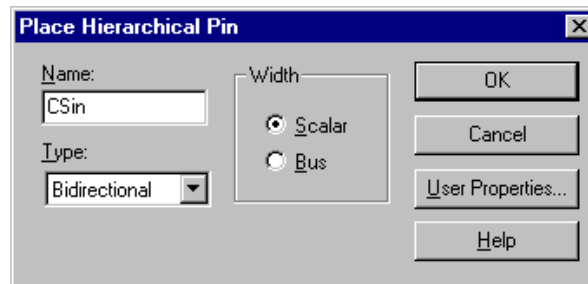 Place Hierarchical Pin
Name:
CSin
Type:
Bidirectional
Width
Scalar
Bus
OK
Cancel
User Properties...
Help